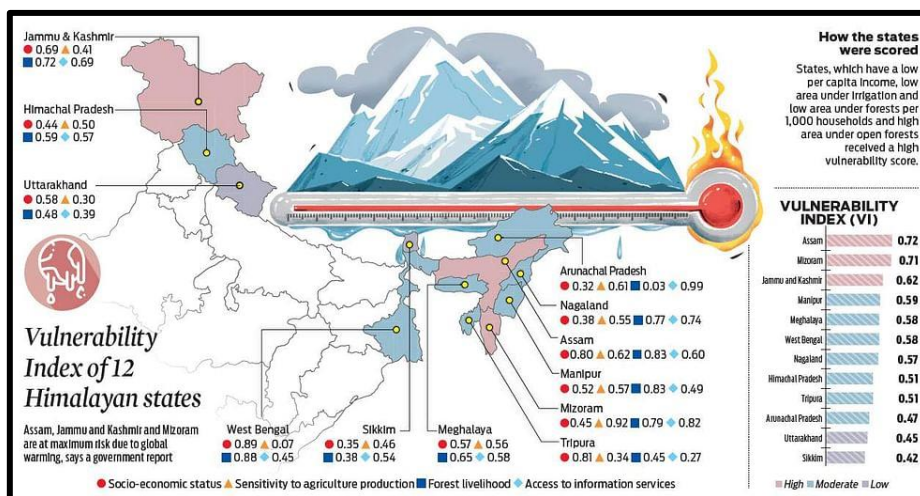 Jammu & Kashmir
0.69 0.41
0.72 0.69
Himachal Pradesh
0.44 0.50
0.59 0.57
Uttarakhand
0.58 0.30
0.48 0.39
Vulnerability
Index of 12
Himalayan states
Assam, Jammu and Kashmir and Mizoram
are at maximum risk due to global
warming, says a government report
West Bengal
0.89 0.07
0.88 0.45
Sikkim
0.35 0.46
0.38 0.54
Meghalaya
0.57 0.56
0.65 0.58
Arunachal Pradesh
0.32 0.61 0.03 0.99
Nagaland
0.38 0.55 0.77 0.74
Assam
0.80 0.62 0.83 0.60
Manipur
0.52 0.57 0.83 0.49
Mizoram
0.45 0.92 0.79 0.82
Tripura
0.81 0.34 0.45 0.27
Socio-economic status Sensitivity to agriculture production Forest livelihood Access to information services
How the states
were scored
States, which have a low
per capita income, low
area under irrigation and
low area under forests per
1,000 households and high
area under open forests
received a high
vulnerability score.
VULNERABILITY
INDEX (VI)
Assam 0.72
Mizoram 0.71
Jammu and Kashmir 0.62
Manipur 0.59
Meghalaya 0.58
West Bengal 0.58
Nagaland 0.57
Himachal Pradesh 0.51
Tripura 0.51
Arunachal Pradesh 0.47
Uttarakhand 0.45
Sikkim 0.42
High Moderate Low